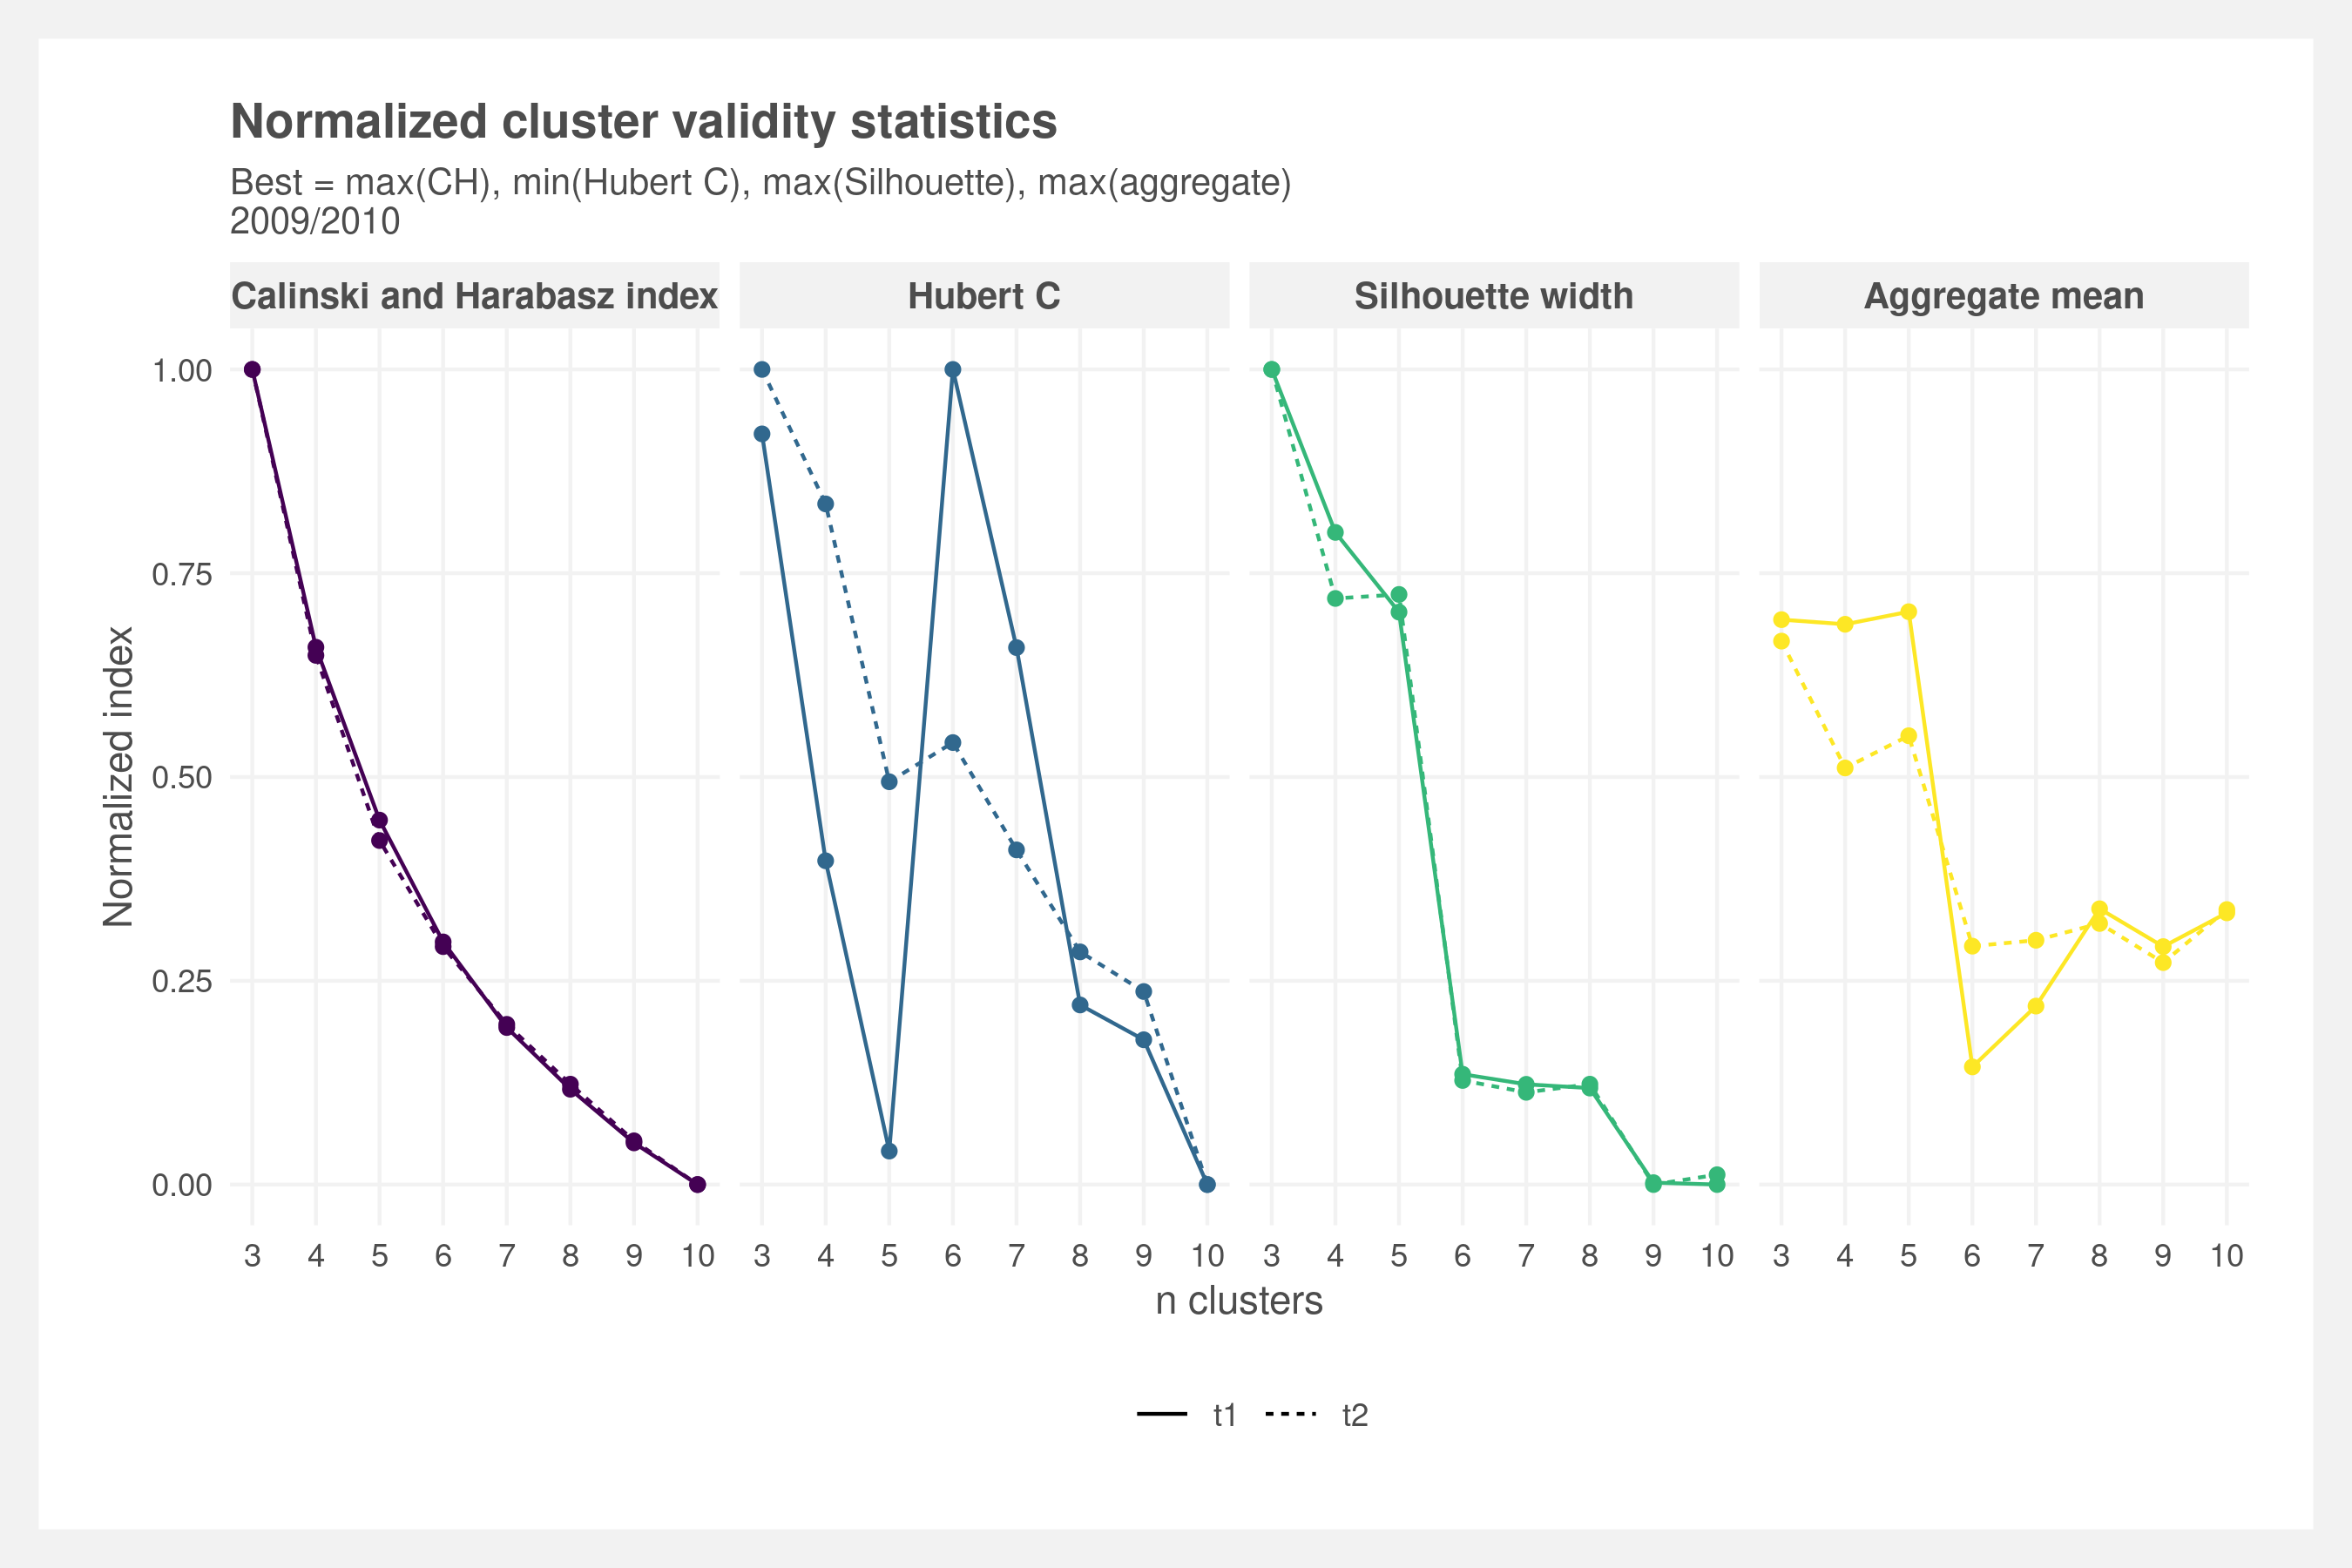 Normalized cluster validity statistics
Best = max(CH), min(Hubert C), max(Silhouette), max(aggregate)
2009/2010
Calinski and Harabasz index Hubert C Silhouette width Aggregate mean
Normalized index
1.00
0.75
0.50
0.25
0.00
3 4 5 6 7 8 9 10 3 4 5 6 7 8 9 10 3 4 5 6 7 8 9 10 3 4 5 6 7 8 9 10
n clusters
t1 t2